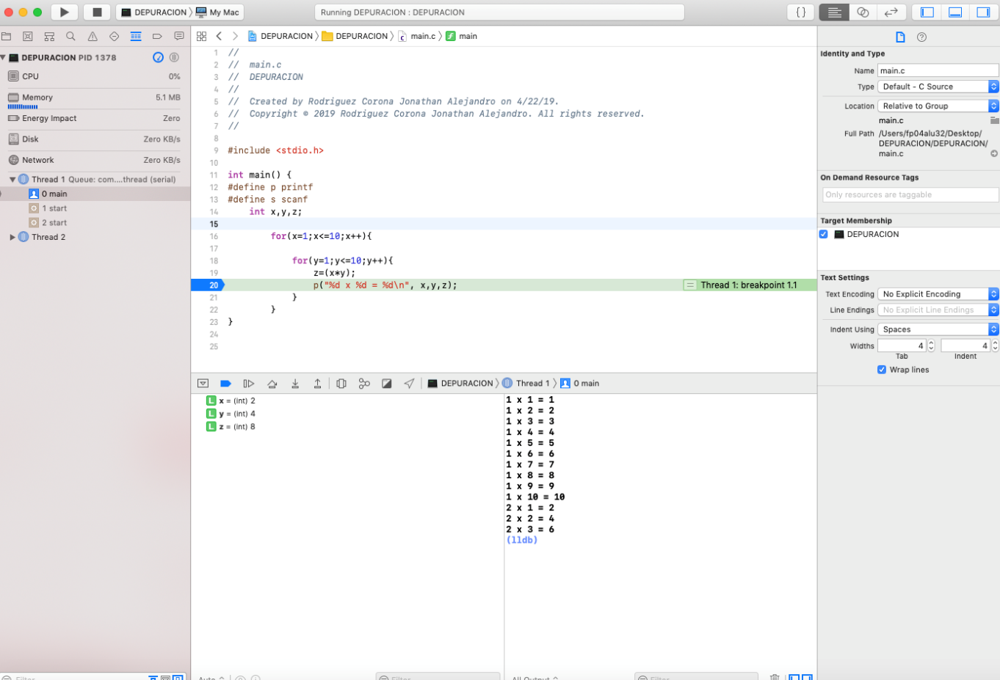 DEPURACION 〉 My Mac
Running DEPURACION : DEPURACION
{ }
DEPURACION 〉 DEPURACION 〉 main.c 〉 main
DEPURACION PID 1378
CPU 0%
Memory 5.1 MB
Energy Impact Zero
Disk Zero KB/s
Network Zero KB/s
Thread 1 Queue: com....thread (serial)
0 main
1 start
2 start
Thread 2
Filter
1 //
2 // main.c
3 // DEPURACION
4 //
5 // Created by Rodriguez Corona Jonathan Alejandro on 4/22/19.
6 // Copyright © 2019 Rodriguez Corona Jonathan Alejandro. All rights reserved.
7 //
8
9 #include <stdio.h>
10
11 int main() {
12 #define p printf
13 #define s scanf
14 int x,y,z;
15
16 for(x=1;x<=10;x++){
17
18 for(y=1;y<=10;y++){
19 z=(x*y);
20 p("%d x %d = %d\n", x,y,z); Thread 1: breakpoint 1.1
21 }
22 }
23 }
24
25
DEPURACION 〉 Thread 1 〉 0 main
L x = (int) 2
L y = (int) 4
L z = (int) 8
Auto
Filter
1 x 1 = 1
1 x 2 = 2
1 x 3 = 3
1 x 4 = 4
1 x 5 = 5
1 x 6 = 6
1 x 7 = 7
1 x 8 = 8
1 x 9 = 9
1 x 10 = 10
2 x 1 = 2
2 x 2 = 4
2 x 3 = 6
(lldb)
All Output
Filter
Identity and Type
Name main.c
Type Default - C Source
Location Relative to Group
main.c
Full Path /Users/fp04alu32/Desktop/
DEPURACION/DEPURACION/
main.c
On Demand Resource Tags
Only resources are taggable
Target Membership
DEPURACION
Text Settings
Text Encoding No Explicit Encoding
Line Endings No Explicit Line Endings
Indent Using Spaces
Widths 4 4
Tab Indent
Wrap lines